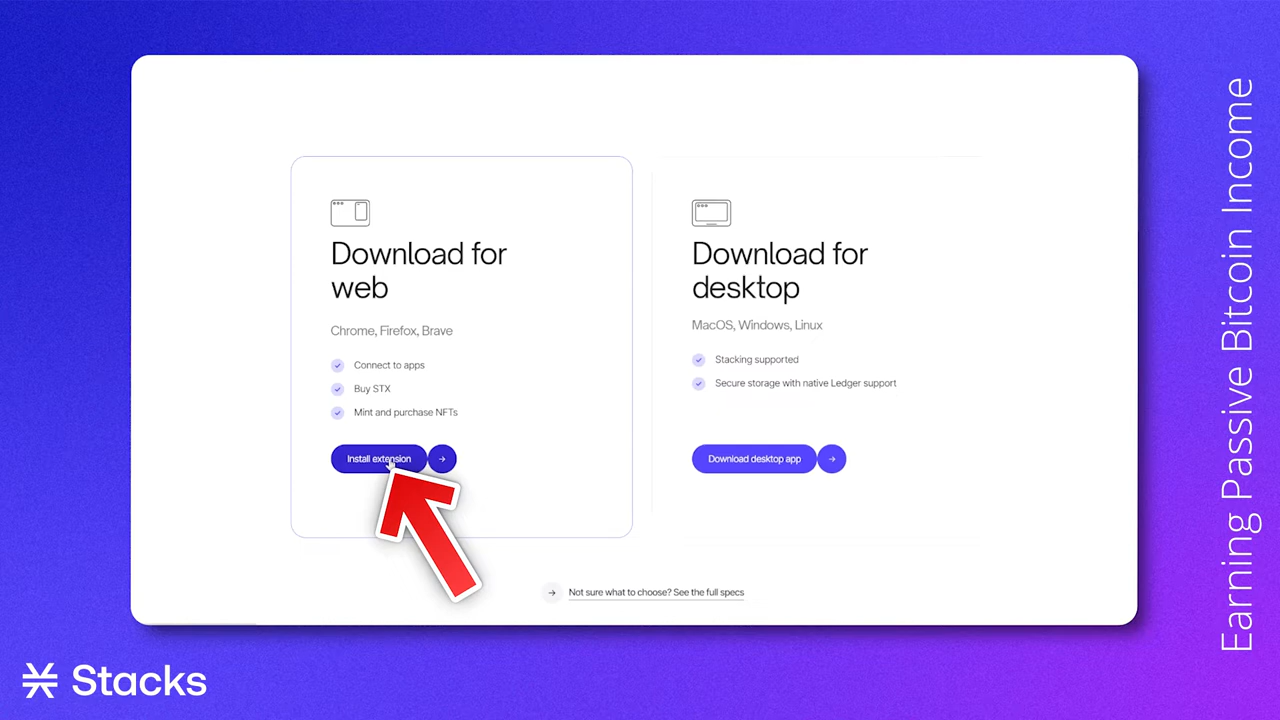 Download for
web
Chrome, Firefox, Brave
Connect to apps
Buy STX
Mint and purchase NFTs
Install extension
Download for
desktop
MacOS, Windows, Linux
Stacking supported
Secure storage with native Ledger support
Download desktop app
Not sure what to choose? See the full specs
Stacks
Earning Passive Bitcoin Income